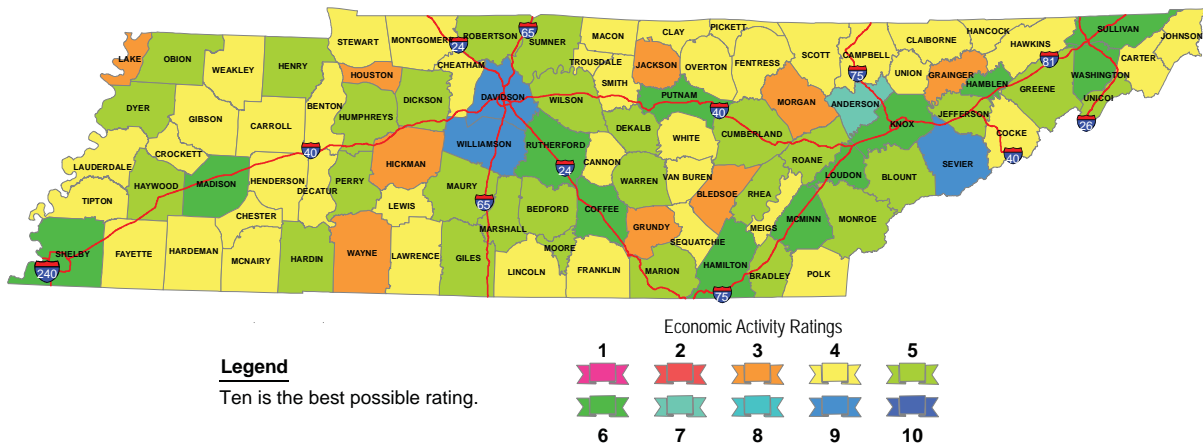 PICKETT
SULLIVAN
ROBERTSON
SUMNER
MACON
CLAY
HANCOCK
STEWART
MONTGOMERY
65
24
SCOTT
CAMPBELL
CLAIBORNE
HAWKINS
JOHNSON
LAKE
OBION
HENRY
WEAKLEY
HOUSTON
CHEATHAM
TROUSDALE
JACKSON
OVERTON
FENTRESS
UNION
GRAINGER
81
CARTER
75
SMITH
HAMBLEN
WASHINGTON
DYER
BENTON
DICKSON
DAVIDSON
WILSON
PUTNAM
MORGAN
ANDERSON
GREENE
UNICOI
GIBSON
HUMPHREYS
40
KNOX
JEFFERSON
26
CARROLL
DEKALB
CUMBERLAND
COCKE
CROCKETT
40
WILLIAMSON
RUTHERFORD
WHITE
40
LAUDERDALE
HICKMAN
24
CANNON
ROANE
SEVIER
HAYWOOD
MADISON
HENDERSON
DECATUR
PERRY
VAN BUREN
LOUDON
BLOUNT
TIPTON
MAURY
WARREN
BLEDSOE
RHEA
CHESTER
LEWIS
65
BEDFORD
COFFEE
MCMINN
MONROE
MARSHALL
GRUNDY
MEIGS
SEQUATCHIE
SHELBY
FAYETTE
HARDEMAN
MCNAIRY
HARDIN
WAYNE
LAWRENCE
GILES
MOORE
240
LINCOLN
FRANKLIN
MARION
HAMILTON
BRADLEY
POLK
75
Economic Activity Ratings
1 2 3 4 5
6 7 8 9 10
Legend
Ten is the best possible rating.